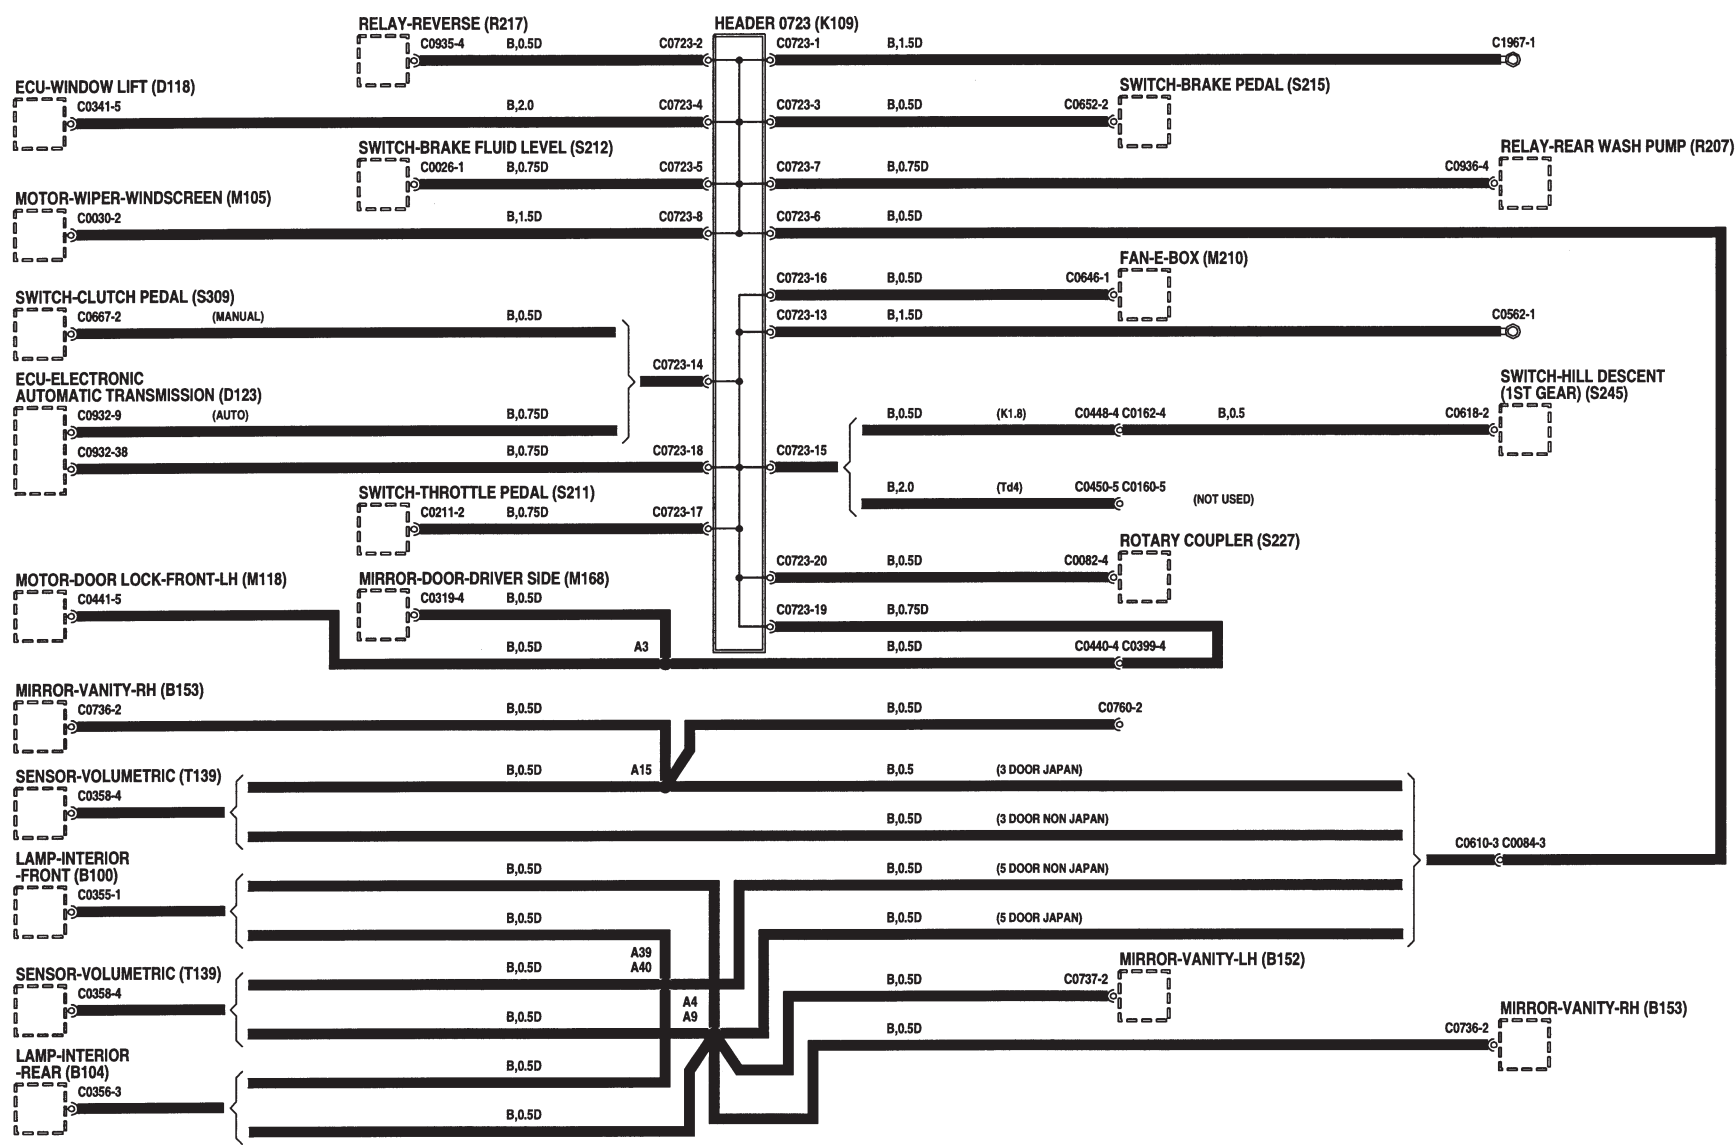 RELAY-REVERSE (R217)
HEADER 0723 (K109)
C0935-4 B,0.5D C0723-2 C0723-1 B,1.5D C1967-1
ECU-WINDOW LIFT (D118)
SWITCH-BRAKE PEDAL (S215)
C0341-5 B,2.0 C0723-4 C0723-3 B,0.5D C0652-2
SWITCH-BRAKE FLUID LEVEL (S212)
RELAY-REAR WASH PUMP (R207)
C0026-1 B,0.75D C0723-5 C0723-7 B,0.75D C0936-4
MOTOR-WIPER-WINDSCREEN (M105)
C0030-2 B,1.5D C0723-8 C0723-6 B,0.5D
FAN-E-BOX (M210)
C0723-16 B,0.5D C0646-1
SWITCH-CLUTCH PEDAL (S309)
C0667-2 (MANUAL) B,0.5D C0723-13 B,1.5D C0562-1
C0723-14
ECU-ELECTRONIC
AUTOMATIC TRANSMISSION (D123)
SWITCH-HILL DESCENT
(1ST GEAR) (S245)
C0932-9 (AUTO) B,0.75D B,0.5D (K1.8) C0448-4 C0162-4 B,0.5 C0618-2
C0932-38 B,0.75D C0723-18 C0723-15
SWITCH-THROTTLE PEDAL (S211)
B,2.0 (Td4) C0450-5 C0160-5 (NOT USED)
C0211-2 B,0.75D C0723-17
ROTARY COUPLER (S227)
C0723-20 B,0.5D C0082-4
MOTOR-DOOR LOCK-FRONT-LH (M118)
MIRROR-DOOR-DRIVER SIDE (M168)
C0441-5 C0319-4 B,0.5D C0723-19 B,0.75D
B,0.5D A3 B,0.5D C0440-4 C0399-4
MIRROR-VANITY-RH (B153)
C0736-2 B,0.5D B,0.5D C0760-2
SENSOR-VOLUMETRIC (T139)
B,0.5D A15 B,0.5 (3 DOOR JAPAN)
C0358-4
B,0.5D (3 DOOR NON JAPAN)
C0610-3 C0084-3
LAMP-INTERIOR
-FRONT (B100)
B,0.5D B,0.5D (5 DOOR NON JAPAN)
C0355-1
B,0.5D B,0.5D (5 DOOR JAPAN)
A39
A40
SENSOR-VOLUMETRIC (T139)
B,0.5D
MIRROR-VANITY-LH (B152)
B,0.5D C0737-2
C0358-4
A4
A9
B,0.5D
MIRROR-VANITY-RH (B153)
B,0.5D C0736-2
LAMP-INTERIOR
-REAR (B104)
B,0.5D
C0356-3
B,0.5D